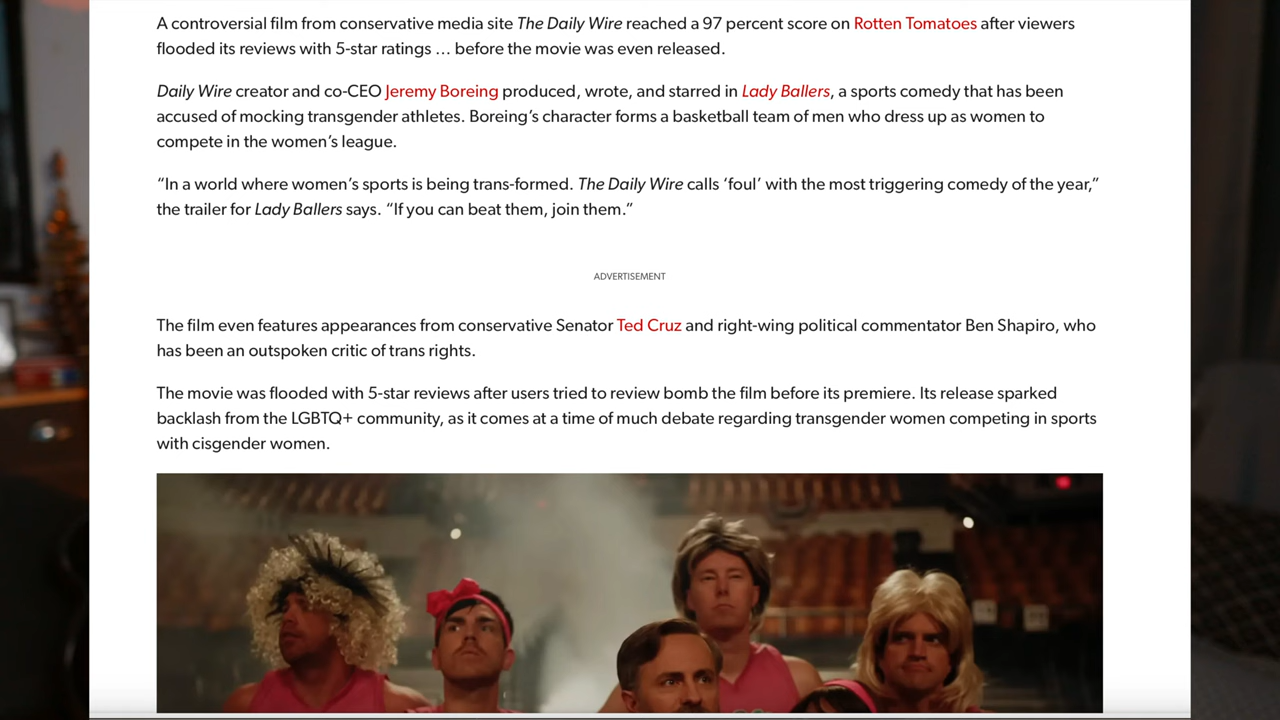 A controversial film from conservative media site The Daily Wire reached a 97 percent score on Rotten Tomatoes after viewers
flooded its reviews with 5-star ratings … before the movie was even released.
Daily Wire creator and co-CEO Jeremy Boreing produced, wrote, and starred in Lady Ballers, a sports comedy that has been
accused of mocking transgender athletes. Boreing’s character forms a basketball team of men who dress up as women to
compete in the women’s league.
“In a world where women’s sports is being trans-formed. The Daily Wire calls ‘foul’ with the most triggering comedy of the year,”
the trailer for Lady Ballers says. “If you can beat them, join them.”
ADVERTISEMENT
The film even features appearances from conservative Senator Ted Cruz and right-wing political commentator Ben Shapiro, who
has been an outspoken critic of trans rights.
The movie was flooded with 5-star reviews after users tried to review bomb the film before its premiere. Its release sparked
backlash from the LGBTQ+ community, as it comes at a time of much debate regarding transgender women competing in sports
with cisgender women.